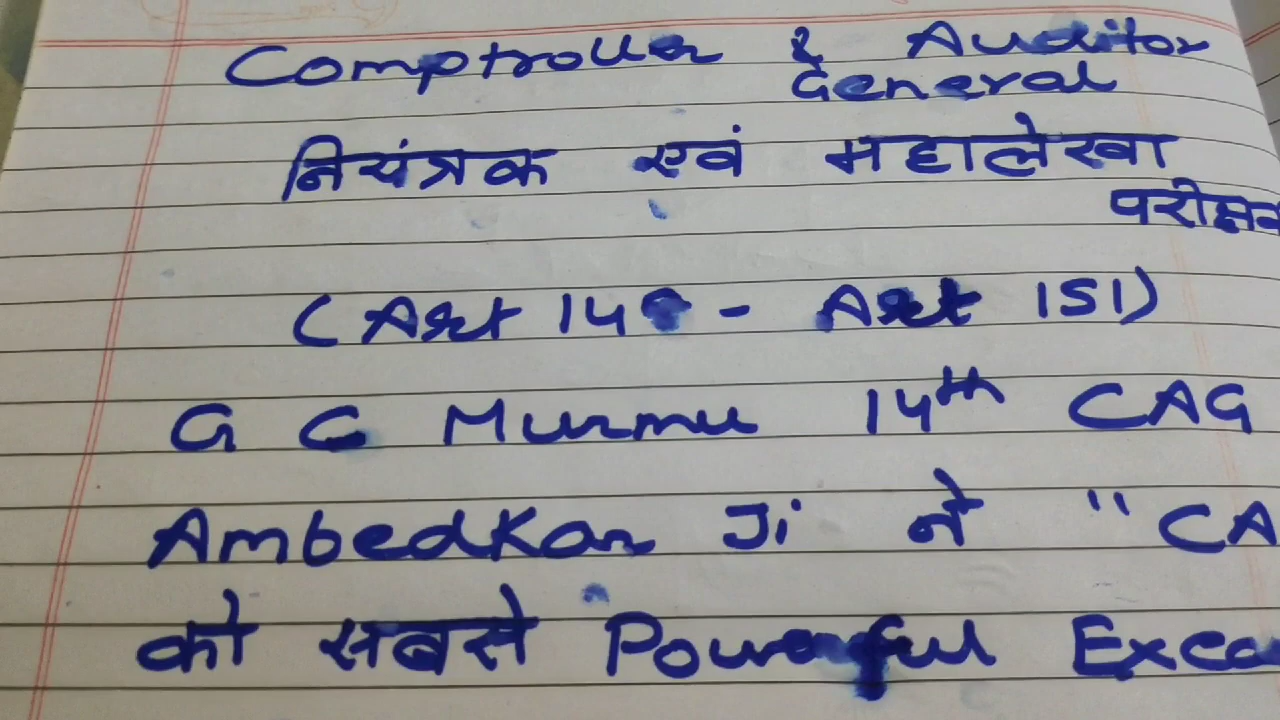 Comptroller & Auditor
General
नियंत्रक एवं महालेखा
परीक्षक
(Art 148 - Art 151)
G C Murmu 14th CAG
Ambedkar Ji ने "CA
को सबसे Powerful